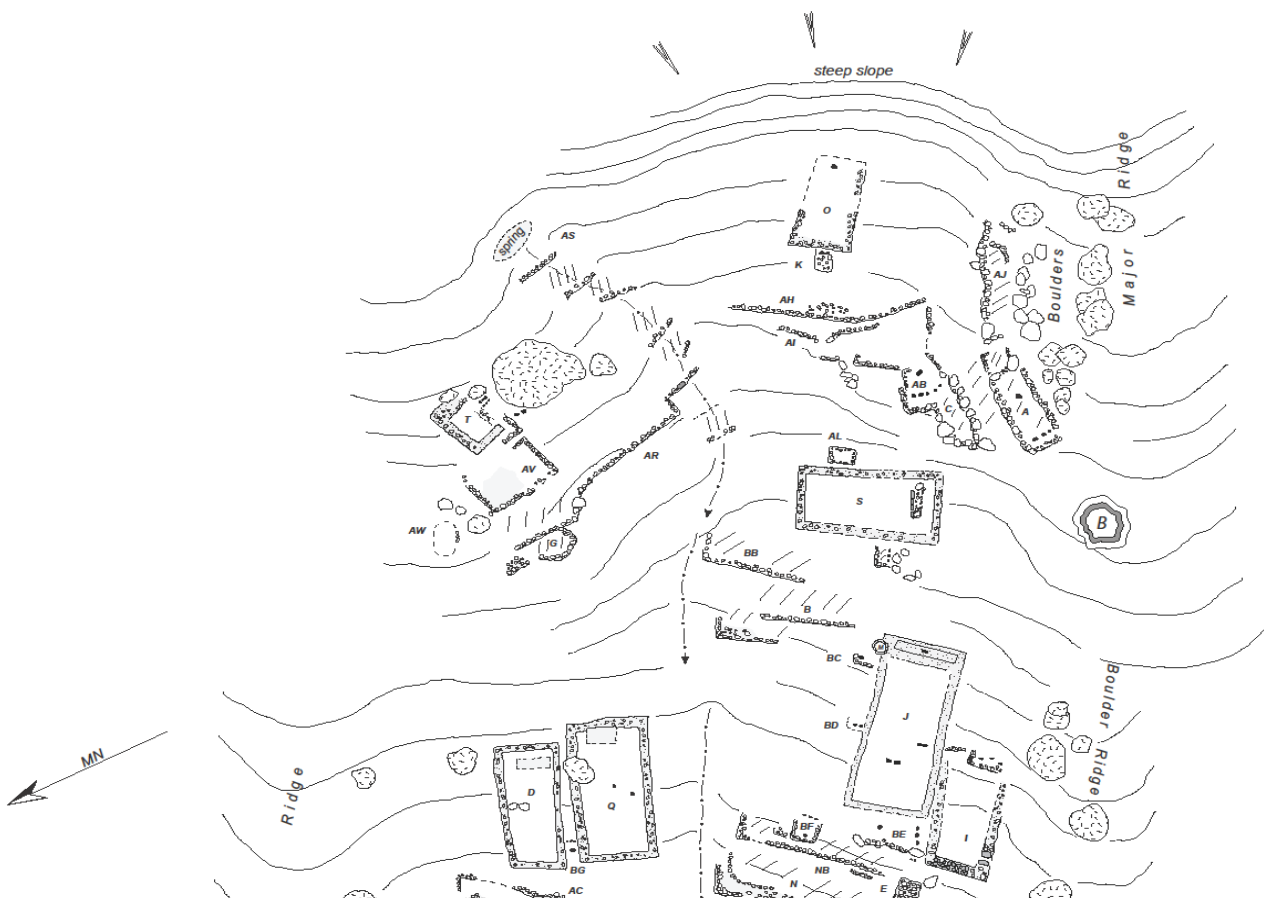 steep slope
Ridge
O
spring
AS
K
AJ
Boulders
Major
AH
AI
AB
C
A
T
AR
AL
AV
S
B
AW
G
BB
B
BC
M
Boulder Ridge
J
BD
MN
Ridge
D
Q
I
BF
BE
BG
NB
AC
N
E